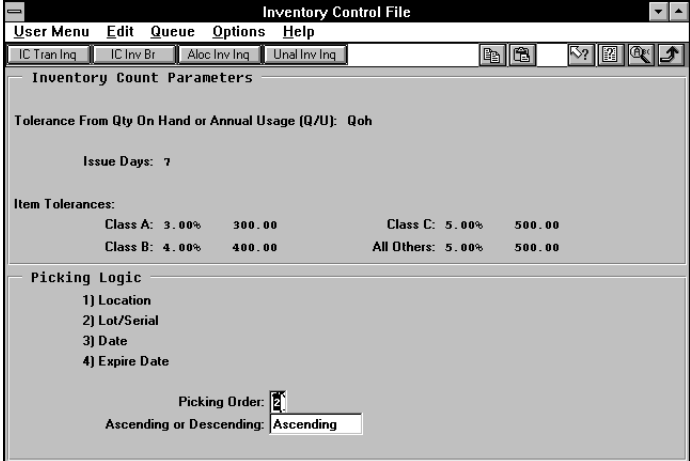 Inventory Control File
User Menu Edit Queue Options Help
IC Tran Inq IC Inv Br Aloc Inv Inq Unal Inv Inq
Inventory Count Parameters
Tolerance From Qty On Hand or Annual Usage (Q/U): Qoh
Issue Days: 7
Item Tolerances:
Class A: 3.00% 300.00 Class C: 5.00% 500.00
Class B: 4.00% 400.00 All Others: 5.00% 500.00
Picking Logic
1) Location
2) Lot/Serial
3) Date
4) Expire Date
Picking Order: 2
Ascending or Descending: Ascending